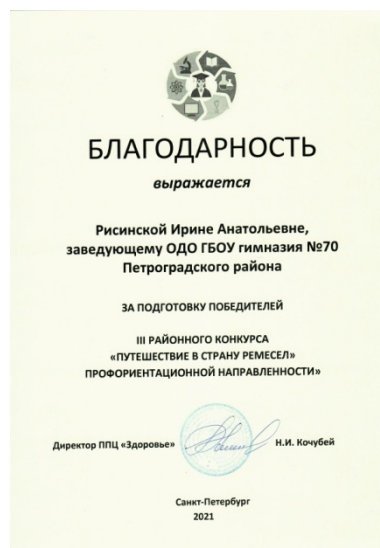 БЛАГОДАРНОСТЬ
выражается
Рисинской Ирине Анатольевне,
заведующему ОДО ГБОУ гимназия №70
Петроградского района
ЗА ПОДГОТОВКУ ПОБЕДИТЕЛЕЙ
III РАЙОННОГО КОНКУРСА
«ПУТЕШЕСТВИЕ В СТРАНУ РЕМЕСЕЛ»
ПРОФОРИЕНТАЦИОННОЙ НАПРАВЛЕННОСТИ»
Директор ППЦ «Здоровье» Н.И. Кочубей
Санкт-Петербург
2021